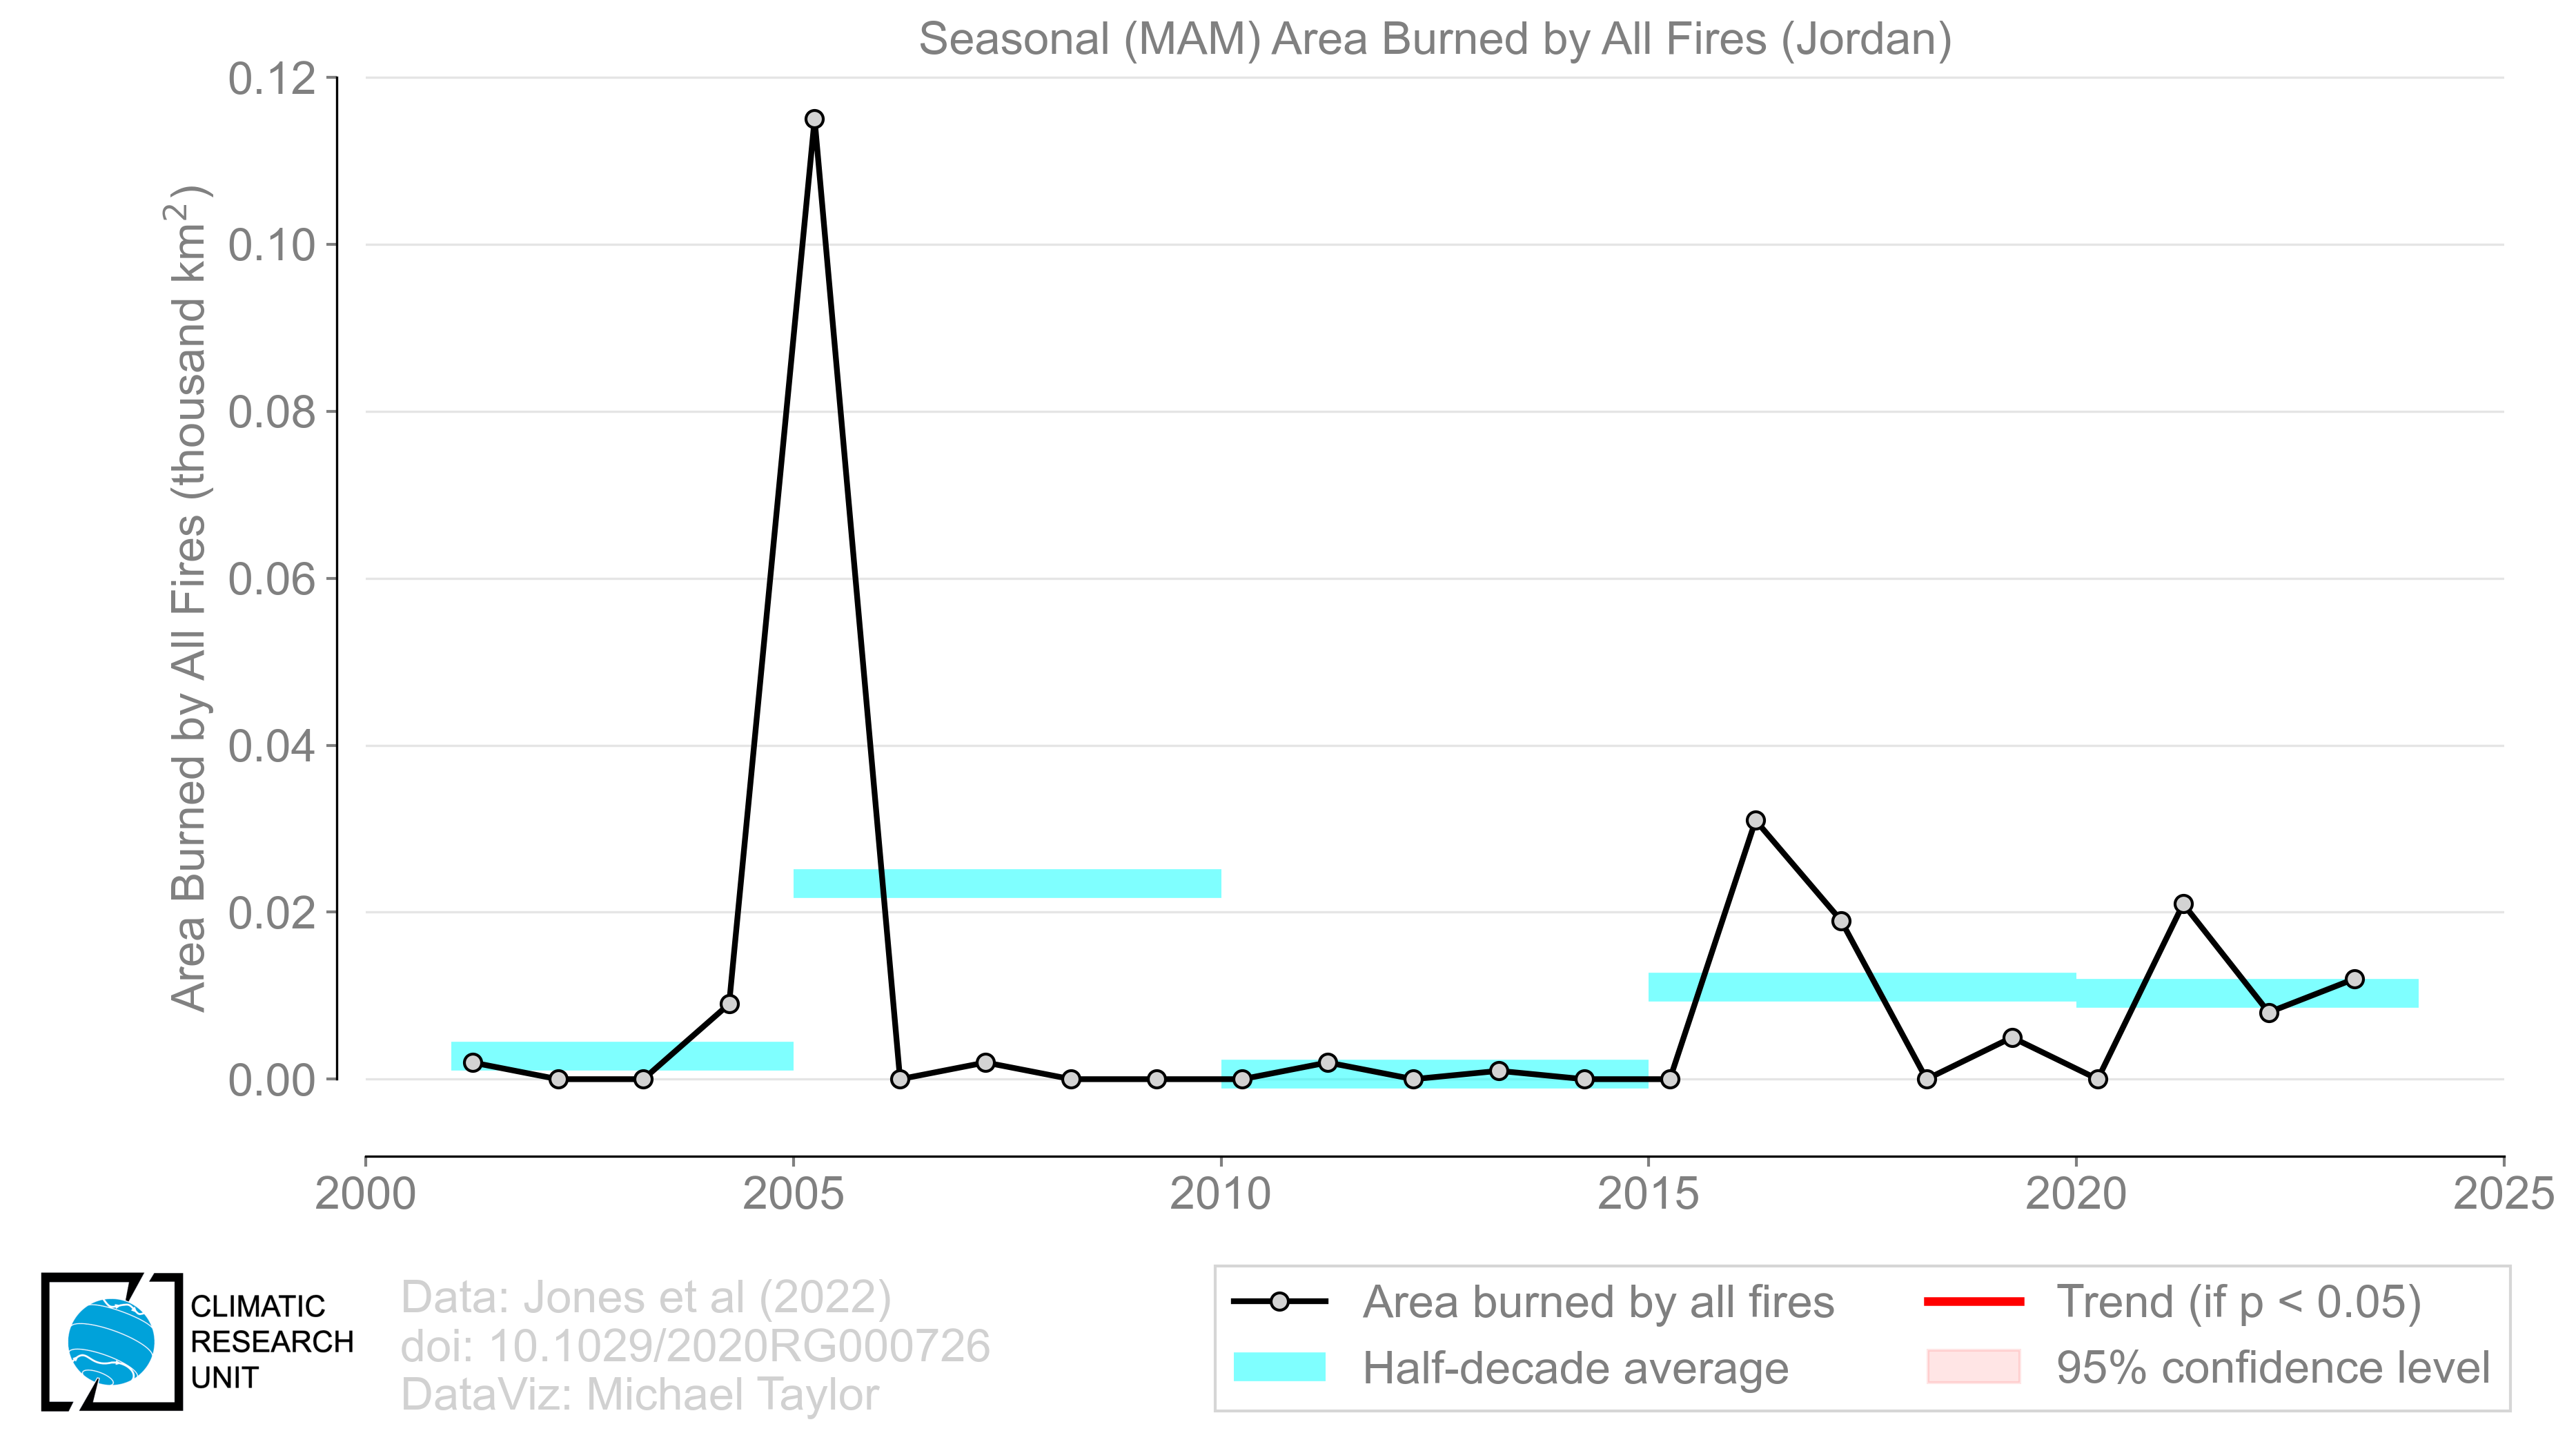 Seasonal (MAM) Area Burned by All Fires (Jordan)
Area Burned by All Fires (thousand km²)
0.12
0.10
0.08
0.06
0.04
0.02
0.00
2000 2005 2010 2015 2020 2025
CLIMATIC
RESEARCH
UNIT
Data: Jones et al (2022)
doi: 10.1029/2020RG000726
DataViz: Michael Taylor
Area burned by all fires
Half-decade average
Trend (if p < 0.05)
95% confidence level